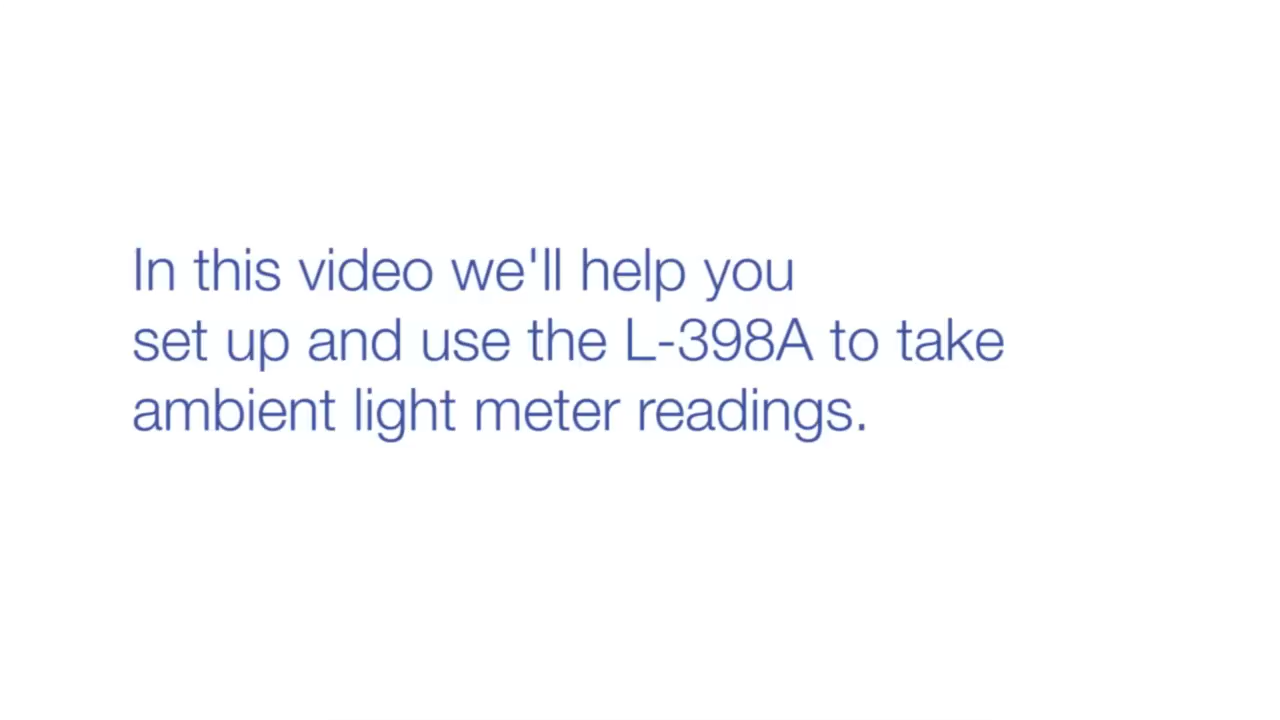 In this video we'll help you
set up and use the L-398A to take
ambient light meter readings.